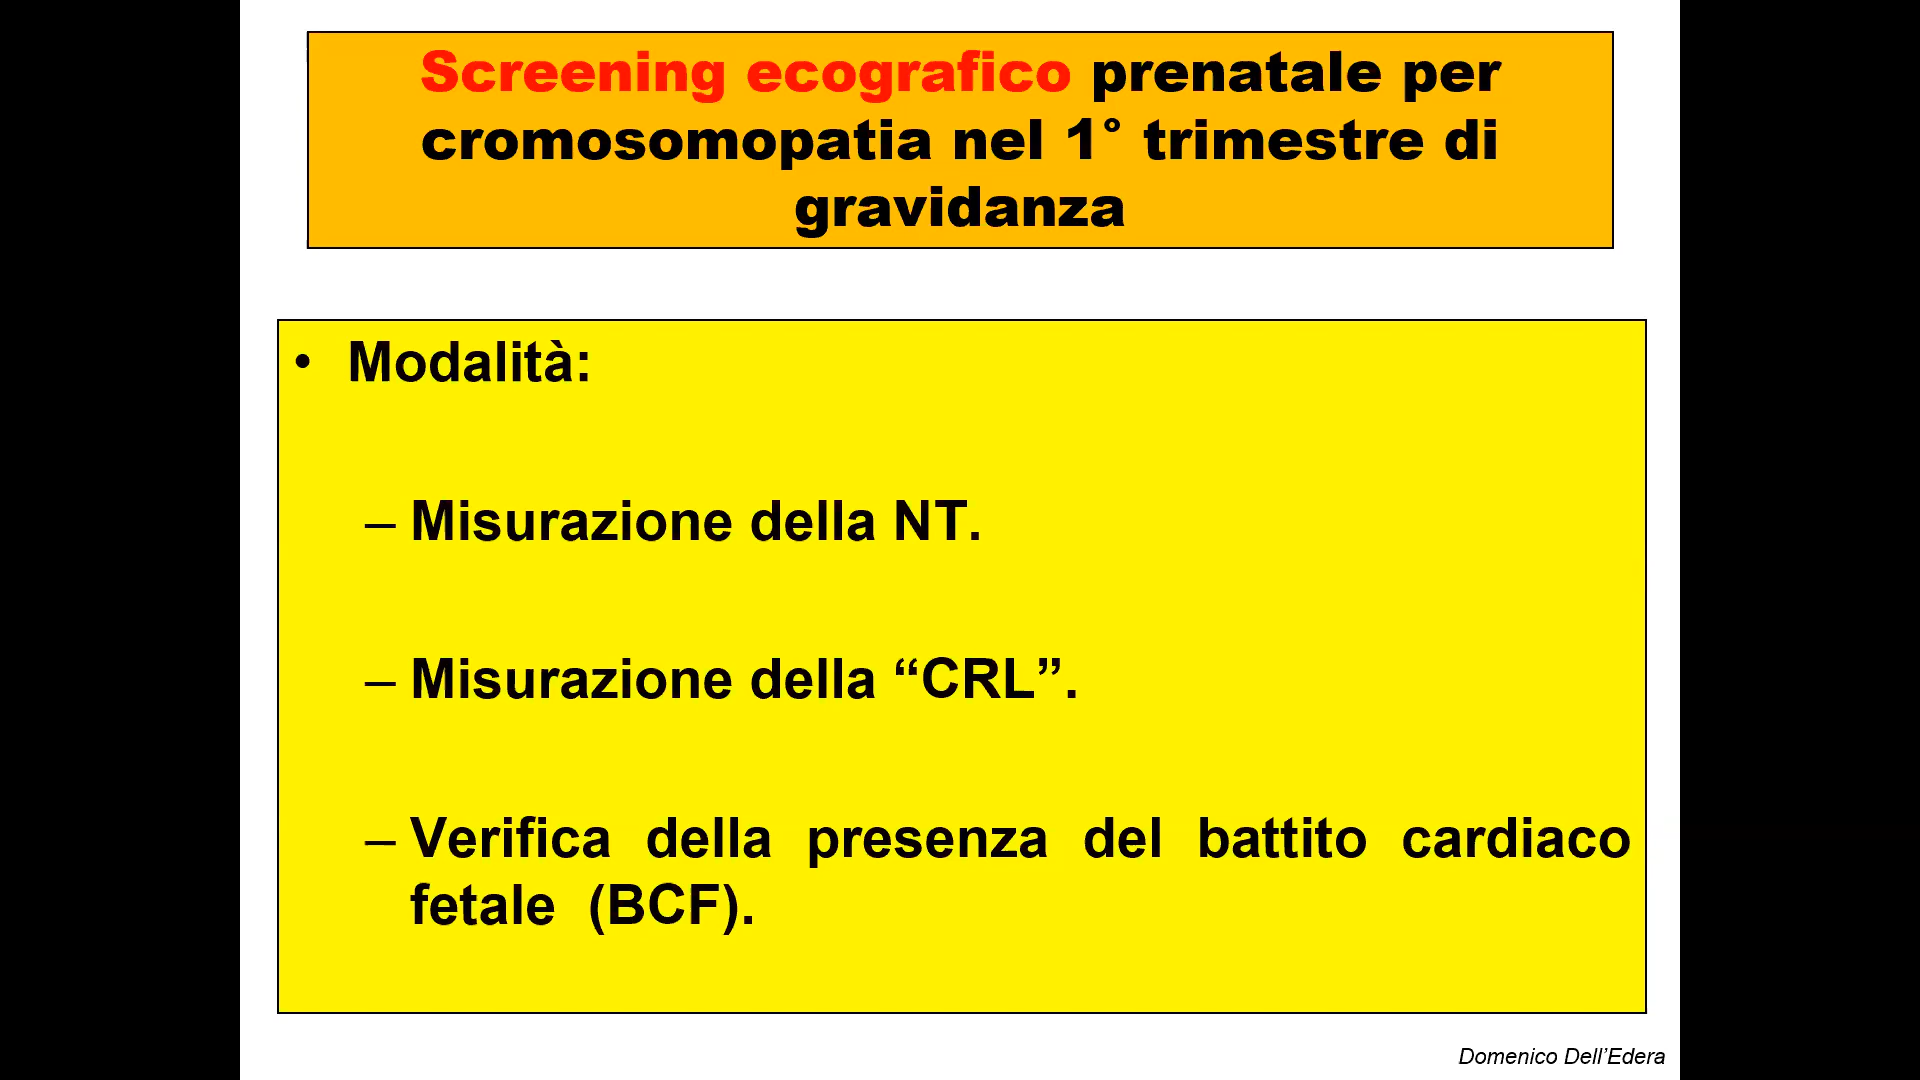 Screening ecografico prenatale per
cromosomopatia nel 1° trimestre di
gravidanza
• Modalità:
– Misurazione della NT.
– Misurazione della “CRL”.
– Verifica della presenza del battito cardiaco
fetale (BCF).
Domenico Dell’Edera